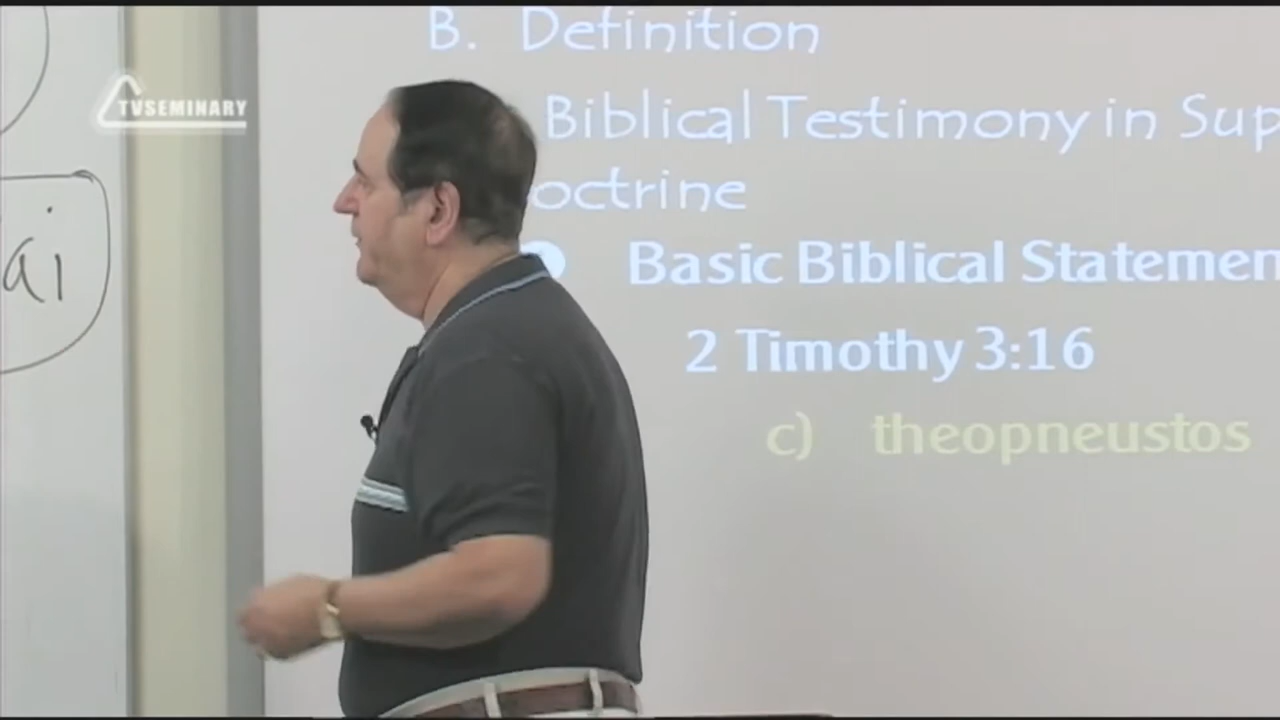 B. Definition
TVSEMINARY
Biblical Testimony in Sup
octrine
ai
Basic Biblical Statemen
2 Timothy 3:16
c) theopneustos